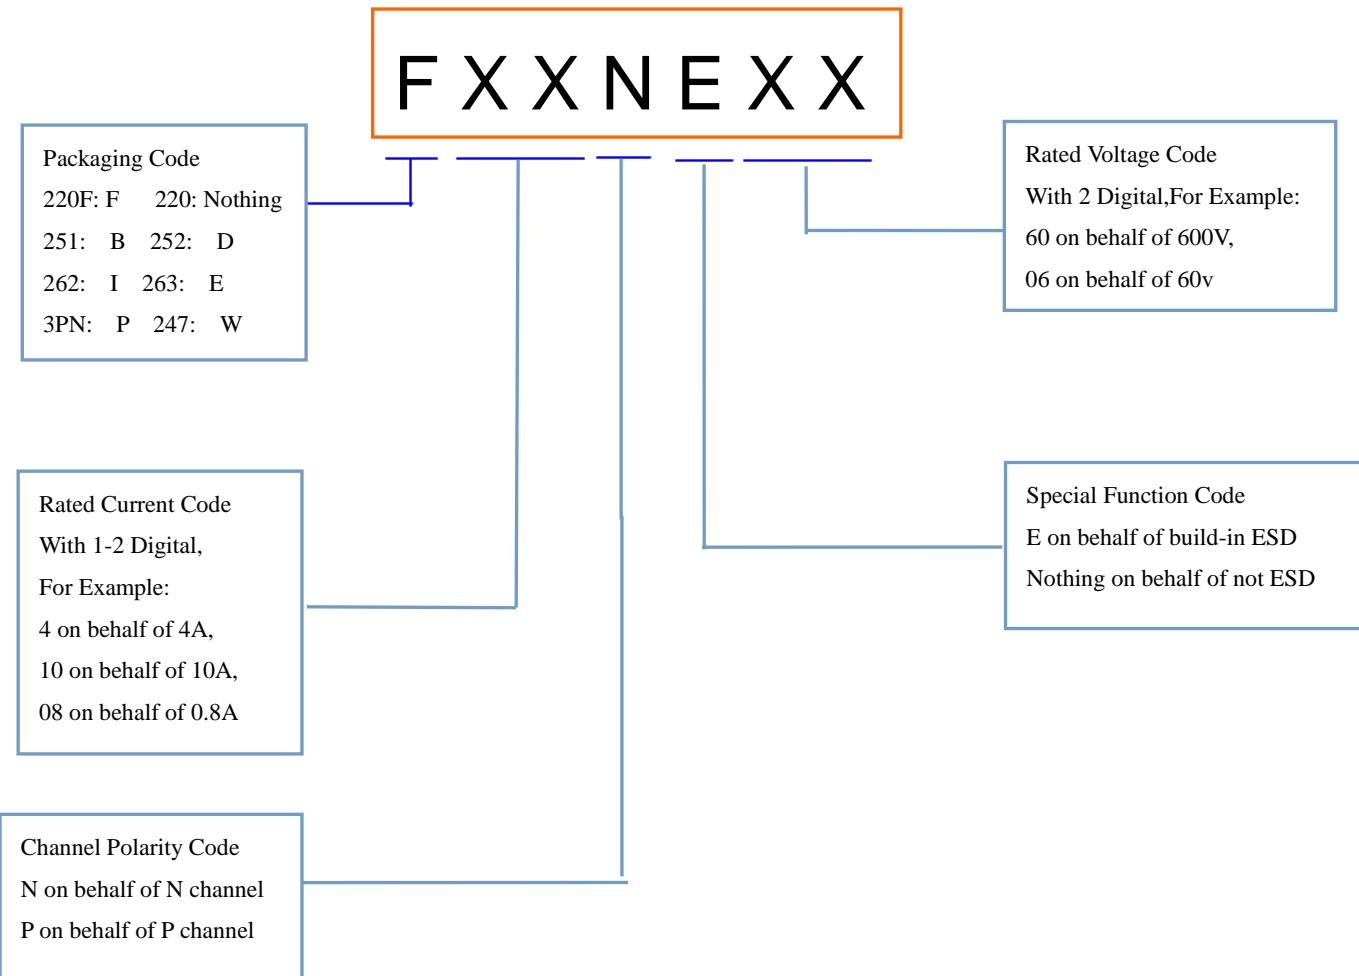 F X X N E X X
Packaging Code
220F: F 220: Nothing
251: B 252: D
262: I 263: E
3PN: P 247: W
Rated Voltage Code
With 2 Digital,For Example:
60 on behalf of 600V,
06 on behalf of 60v
Rated Current Code
With 1-2 Digital,
For Example:
4 on behalf of 4A,
10 on behalf of 10A,
08 on behalf of 0.8A
Special Function Code
E on behalf of build-in ESD
Nothing on behalf of not ESD
Channel Polarity Code
N on behalf of N channel
P on behalf of P channel